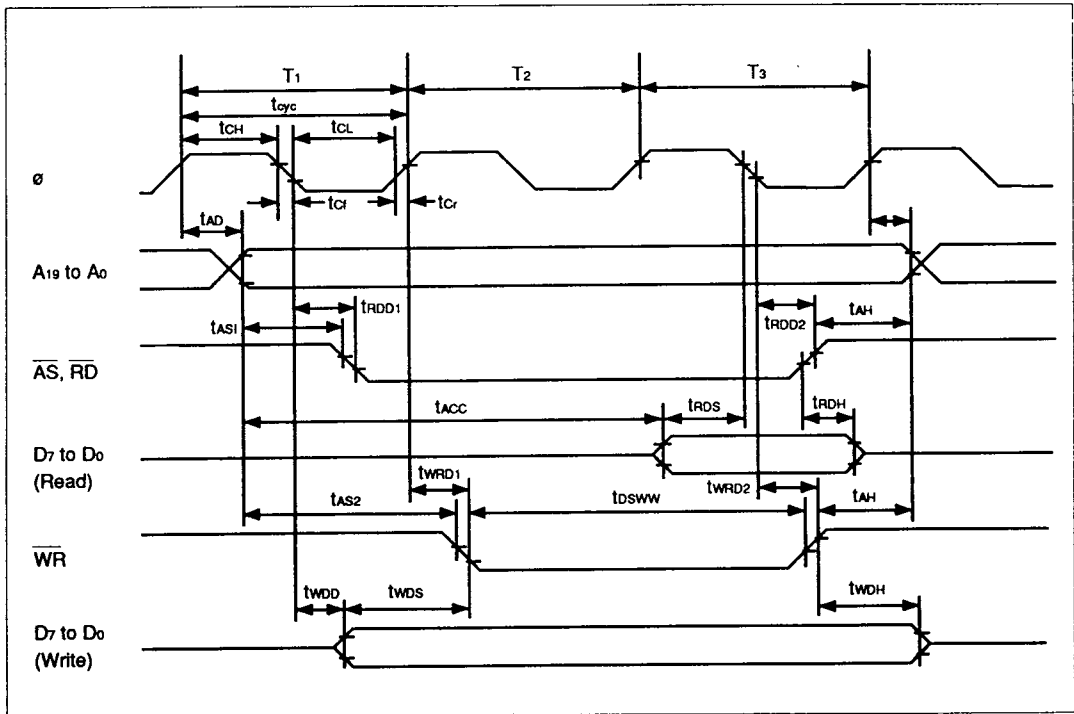 T1 T2 T3
tcyc
tCH tCL
ø
tCf tCr
tAD
A19 to A0
tRDD1 tRDD2 tAH
tAS1
AS, RD
tACC tRDS tRDH
D7 to D0
(Read)
tWRD1 tWRD2
tAS2 tDSWW tAH
WR
tWDD tWDS tWDH
D7 to D0
(Write)